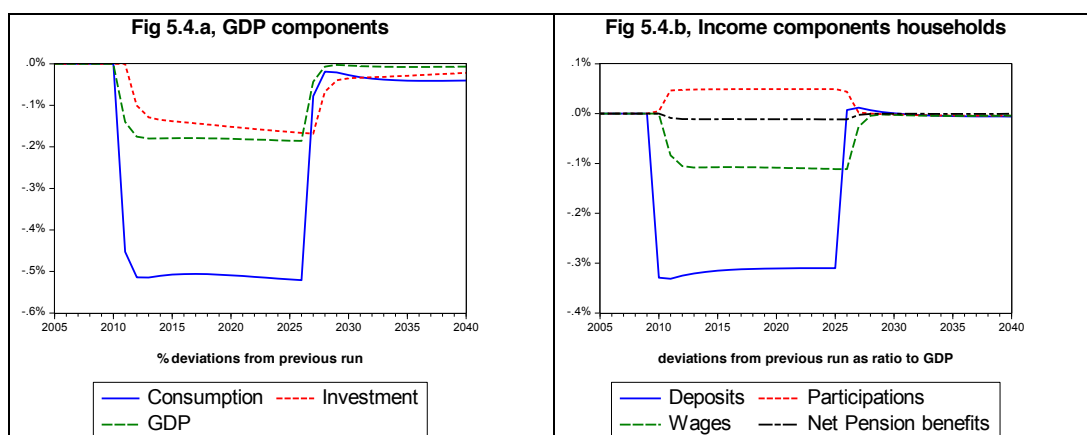 Fig 5.4.a, GDP components
.0%
-.1%
-.2%
-.3%
-.4%
-.5%
-.6%
2005 2010 2015 2020 2025 2030 2035 2040
% deviations from previous run
Consumption Investment
GDP
Fig 5.4.b, Income components households
.1%
.0%
-.1%
-.2%
-.3%
-.4%
2005 2010 2015 2020 2025 2030 2035 2040
deviations from previous run as ratio to GDP
Deposits Participations
Wages Net Pension benefits